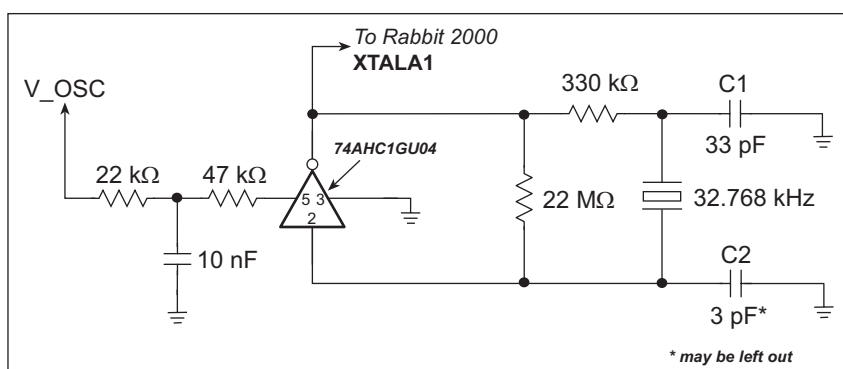 To Rabbit 2000
XTALA1
V_OSC
330 kΩ
C1
33 pF
74AHC1GU04
22 kΩ
47 kΩ
5 3
2
22 MΩ
32.768 kHz
10 nF
C2
3 pF*
* may be left out